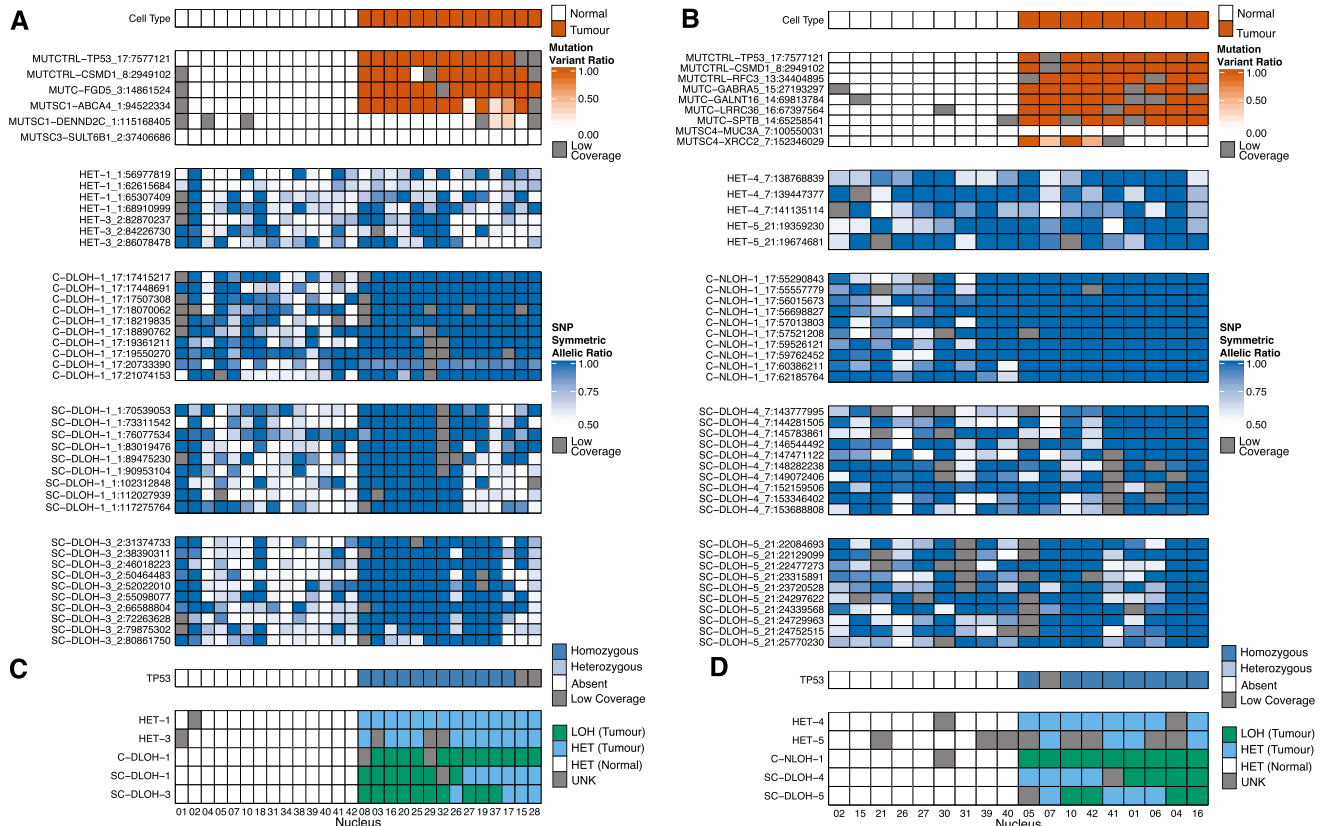 A
Cell Type
Normal
Tumour
MUTCTRL-TP53_17:7577121
MUTCTRL-CSMD1_8:2949102
MUTC-FGD5_3:14861524
MUTSC1-ABCA4_1:94522334
MUTSC1-DENND2C_1:115168405
MUTSC3-SULT6B1_2:37406686
Mutation
Variant Ratio
1.00
0.50
0.00
Low
Coverage
HET-1_1:56977819
HET-1_1:62615684
HET-1_1:65307409
HET-1_1:68910999
HET-3_2:82870237
HET-3_2:84226730
HET-3_2:86078478
C-DLOH-1_17:17415217
C-DLOH-1_17:17448691
C-DLOH-1_17:17507308
C-DLOH-1_17:18070062
C-DLOH-1_17:18219835
C-DLOH-1_17:18890762
C-DLOH-1_17:19361211
C-DLOH-1_17:19550270
C-DLOH-1_17:20733390
C-DLOH-1_17:21074153
SNP
Symmetric
Allelic Ratio
1.00
0.75
0.50
Low
Coverage
SC-DLOH-1_1:70539053
SC-DLOH-1_1:73311542
SC-DLOH-1_1:76077534
SC-DLOH-1_1:83019476
SC-DLOH-1_1:89475230
SC-DLOH-1_1:90953104
SC-DLOH-1_1:102312848
SC-DLOH-1_1:112027939
SC-DLOH-1_1:117275764
SC-DLOH-3_2:31374733
SC-DLOH-3_2:38390311
SC-DLOH-3_2:46018223
SC-DLOH-3_2:50464483
SC-DLOH-3_2:52022010
SC-DLOH-3_2:55098077
SC-DLOH-3_2:66588804
SC-DLOH-3_2:72263628
SC-DLOH-3_2:79875302
SC-DLOH-3_2:80861750
B
Cell Type
Normal
Tumour
MUTCTRL-TP53_17:7577121
MUTCTRL-CSMD1_8:2949102
MUTCTRL-RFC3_13:34404895
MUTC-GABRA5_15:27193297
MUTC-GALNT16_14:69813784
MUTC-LRRC36_16:67397564
MUTC-SPTB_14:65258541
MUTSC4-MUC3A_7:100550031
MUTSC4-XRCC2_7:152346029
Mutation
Variant Ratio
1.00
0.50
0.00
Low
Coverage
HET-4_7:138768839
HET-4_7:139447377
HET-4_7:141135114
HET-5_21:19359230
HET-5_21:19674681
C-NLOH-1_17:55290843
C-NLOH-1_17:55557779
C-NLOH-1_17:56015673
C-NLOH-1_17:56698827
C-NLOH-1_17:57013803
C-NLOH-1_17:57521208
C-NLOH-1_17:59526121
C-NLOH-1_17:59762452
C-NLOH-1_17:60386211
C-NLOH-1_17:62185764
SNP
Symmetric
Allelic Ratio
1.00
0.75
0.50
Low
Coverage
SC-DLOH-4_7:143777995
SC-DLOH-4_7:144281505
SC-DLOH-4_7:145783861
SC-DLOH-4_7:146544492
SC-DLOH-4_7:147471122
SC-DLOH-4_7:148282238
SC-DLOH-4_7:149072406
SC-DLOH-4_7:152159506
SC-DLOH-4_7:153346402
SC-DLOH-4_7:153688808
SC-DLOH-5_21:22084693
SC-DLOH-5_21:22129099
SC-DLOH-5_21:22477273
SC-DLOH-5_21:23315891
SC-DLOH-5_21:23720528
SC-DLOH-5_21:24297622
SC-DLOH-5_21:24339568
SC-DLOH-5_21:24729963
SC-DLOH-5_21:24752515
SC-DLOH-5_21:25770230
C
TP53
Homozygous
Heterozygous
Absent
Low Coverage
HET-1
HET-3
C-DLOH-1
SC-DLOH-1
SC-DLOH-3
LOH (Tumour)
HET (Tumour)
HET (Normal)
UNK
01 02 04 05 07 10 18 31 34 38 39 40 41 42 08 03 16 20 25 29 32 26 27 19 37 17 15 28
Nucleus
D
TP53
Homozygous
Heterozygous
Absent
Low Coverage
HET-4
HET-5
C-NLOH-1
SC-DLOH-4
SC-DLOH-5
LOH (Tumour)
HET (Tumour)
HET (Normal)
UNK
02 15 21 26 27 30 31 39 40 05 07 10 42 41 01 06 04 16
Nucleus